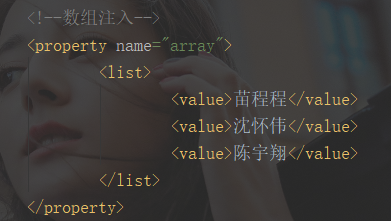 <!--数组注入-->
<property name="array">
<list>
<value>苗程程</value>
<value>沈怀伟</value>
<value>陈宇翔</value>
</list>
</property>